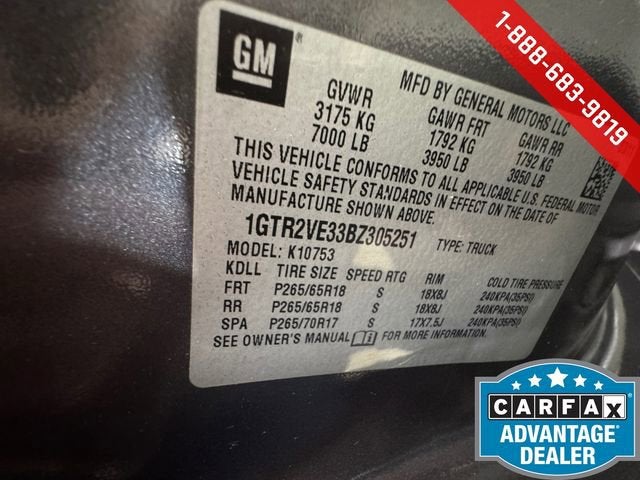 1-888-683-9819
GM
®
MFD BY GENERAL MOTORS LLC
GVWR GAWR FRT GAWR RR
3175 KG 1792 KG 1792 KG
7000 LB 3950 LB 3950 LB
THIS VEHICLE CONFORMS TO ALL APPLICABLE U.S. FEDERAL MOTOR
VEHICLE SAFETY STANDARDS IN EFFECT ON THE DATE OF
MANUFACTURE SHOWN ABOVE.
1GTR2VE33BZ305251 TYPE: TRUCK
MODEL: K10753
KDLL TIRE SIZE SPEED RTG RIM COLD TIRE PRESSURE
FRT P265/65R18 S 18X8J 240KPA(35PSI)
RR P265/65R18 S 18X8J 240KPA(35PSI)
SPA P265/70R17 S 17X7.5J 240KPA(35PSI)
SEE OWNER'S MANUAL FOR MORE INFORMATION.
CARFAX
ADVANTAGE®
DEALER